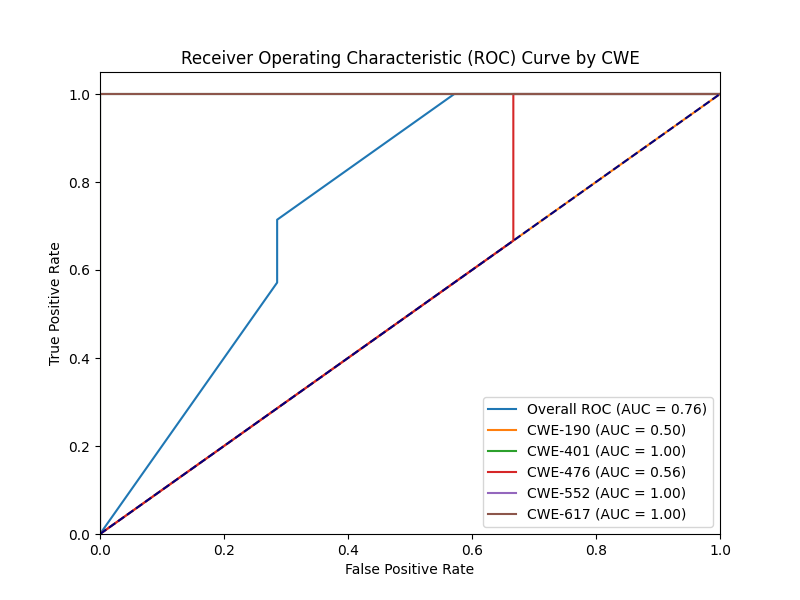 Receiver Operating Characteristic (ROC) Curve by CWE
1.0
0.8
0.6
0.4
0.2
0.0
True Positive Rate
0.0 0.2 0.4 0.6 0.8 1.0
False Positive Rate
Overall ROC (AUC = 0.76)
CWE-190 (AUC = 0.50)
CWE-401 (AUC = 1.00)
CWE-476 (AUC = 0.56)
CWE-552 (AUC = 1.00)
CWE-617 (AUC = 1.00)